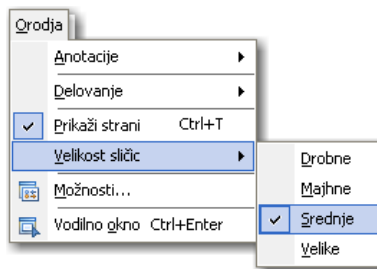 Orodja
Anotacije
Delovanje
Prikaži strani Ctrl+T
Velikost sličic
Možnosti...
Vodilno okno Ctrl+Enter
Drobne
Majhne
Srednje
Velike